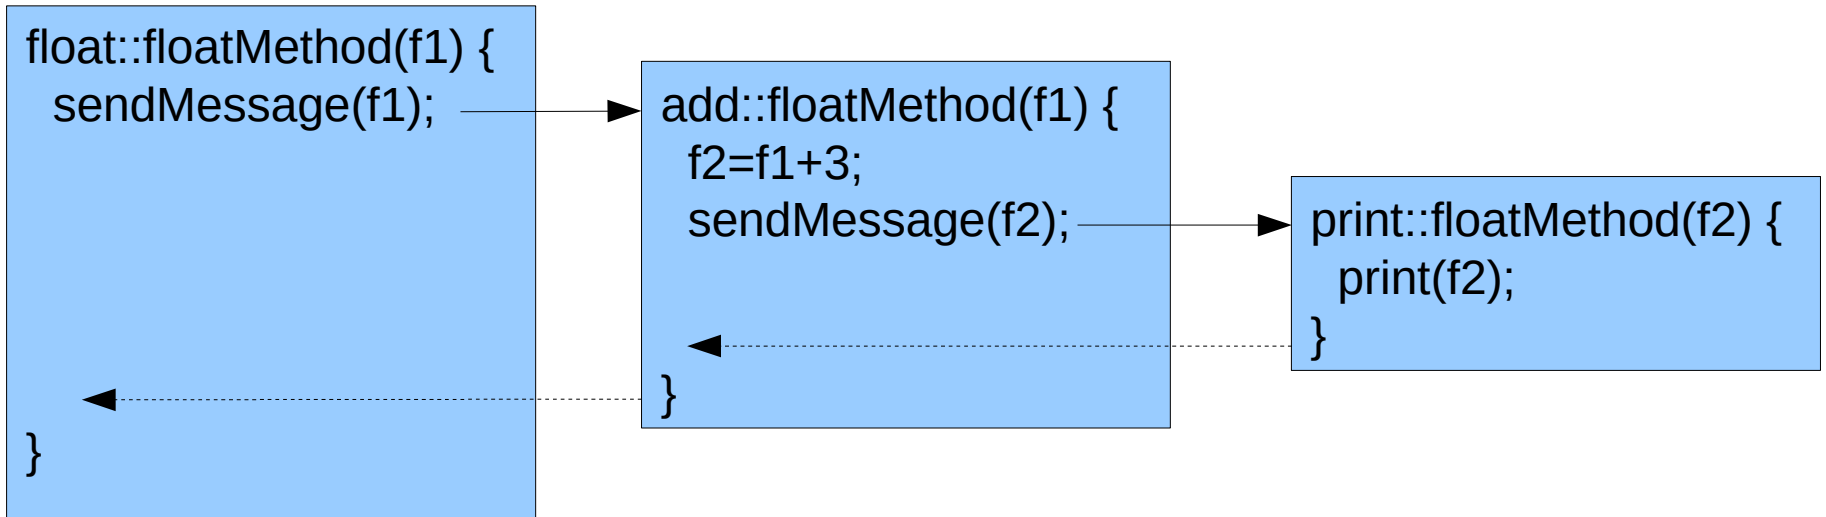 float::floatMethod(f1) {
sendMessage(f1);
}
add::floatMethod(f1) {
f2=f1+3;
sendMessage(f2);
}
print::floatMethod(f2) {
print(f2);
}